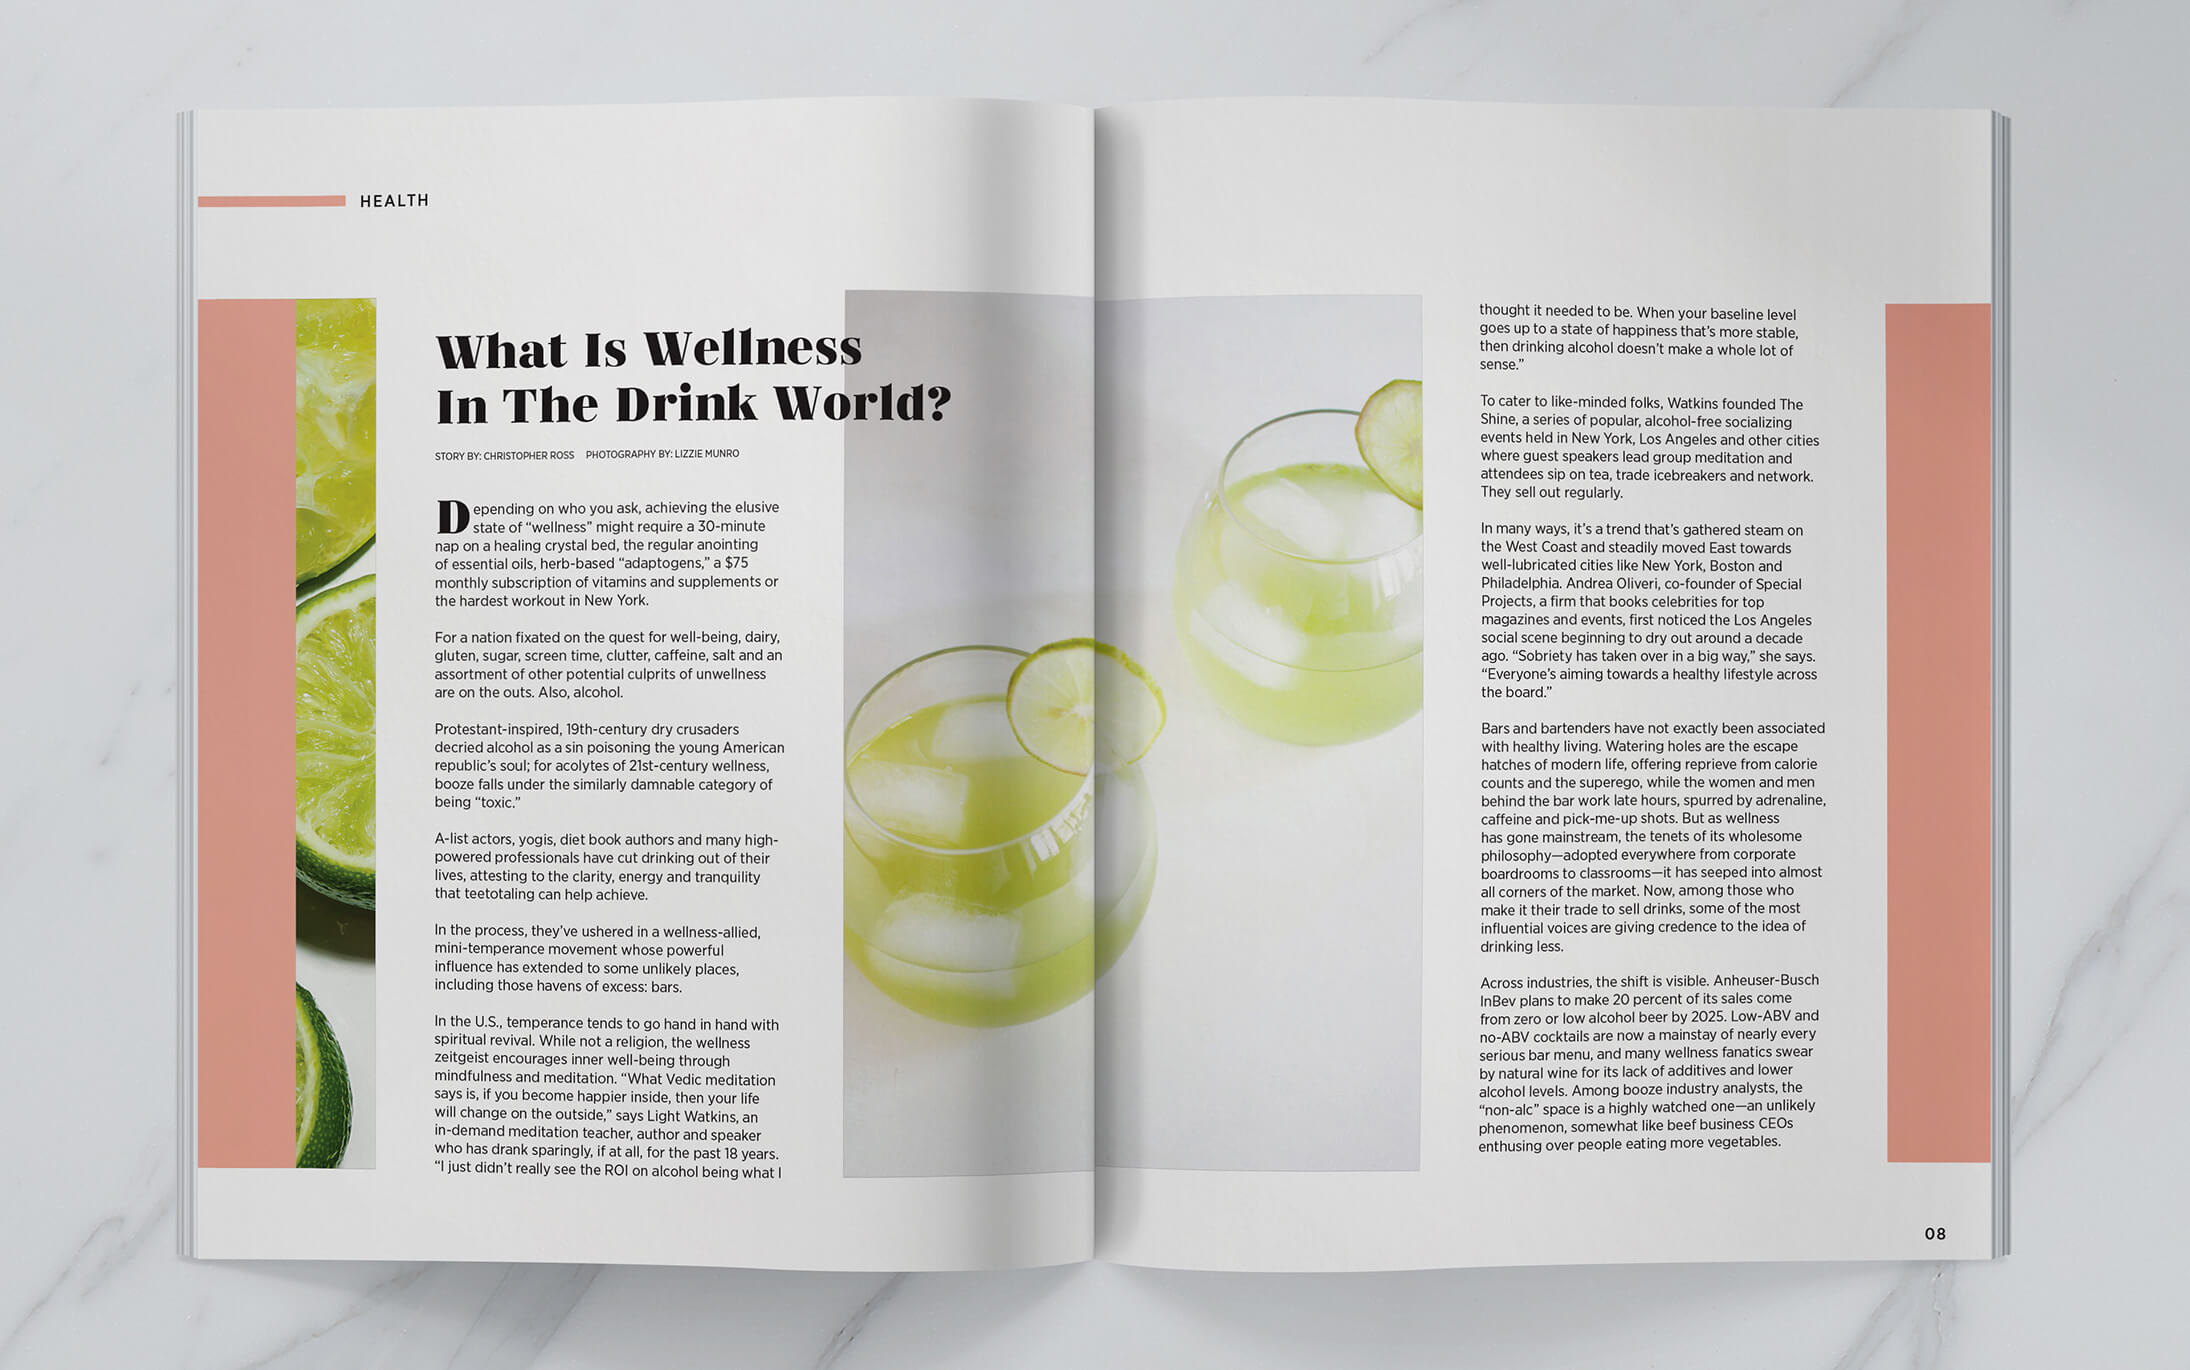 HEALTH
What Is Wellness
In The Drink World?
STORY BY: CHRISTOPHER ROSS PHOTOGRAPHY BY: LIZZIE MUNRO
Depending on who you ask, achieving the elusive
state of “wellness” might require a 30-minute
nap on a healing crystal bed, the regular anointing
of essential oils, herb-based “adaptogens,” a $75
monthly subscription of vitamins and supplements or
the hardest workout in New York.
For a nation fixated on the quest for well-being, dairy,
gluten, sugar, screen time, clutter, caffeine, salt and an
assortment of other potential culprits of unwellness
are on the outs. Also, alcohol.
Protestant-inspired, 19th-century dry crusaders
decried alcohol as a sin poisoning the young American
republic’s soul; for acolytes of 21st-century wellness,
booze falls under the similarly damnable category of
being “toxic.”
A-list actors, yogis, diet book authors and many high-
powered professionals have cut drinking out of their
lives, attesting to the clarity, energy and tranquility
that teetotaling can help achieve.
In the process, they’ve ushered in a wellness-allied,
mini-temperance movement whose powerful
influence has extended to some unlikely places,
including those havens of excess: bars.
In the U.S., temperance tends to go hand in hand with
spiritual revival. While not a religion, the wellness
zeitgeist encourages inner well-being through
mindfulness and meditation. “What Vedic meditation
says is, if you become happier inside, then your life
will change on the outside,” says Light Watkins, an
in-demand meditation teacher, author and speaker
who has drank sparingly, if at all, for the past 18 years.
“I just didn’t really see the ROI on alcohol being what I
thought it needed to be. When your baseline level
goes up to a state of happiness that’s more stable,
then drinking alcohol doesn’t make a whole lot of
sense.”
To cater to like-minded folks, Watkins founded The
Shine, a series of popular, alcohol-free socializing
events held in New York, Los Angeles and other cities
where guest speakers lead group meditation and
attendees sip on tea, trade icebreakers and network.
They sell out regularly.
In many ways, it’s a trend that’s gathered steam on
the West Coast and steadily moved East towards
well-lubricated cities like New York, Boston and
Philadelphia. Andrea Oliveri, co-founder of Special
Projects, a firm that books celebrities for top
magazines and events, first noticed the Los Angeles
social scene beginning to dry out around a decade
ago. “Sobriety has taken over in a big way,” she says.
“Everyone’s aiming towards a healthy lifestyle across
the board.”
Bars and bartenders have not exactly been associated
with healthy living. Watering holes are the escape
hatches of modern life, offering reprieve from calorie
counts and the superego, while the women and men
behind the bar work late hours, spurred by adrenaline,
caffeine and pick-me-up shots. But as wellness
has gone mainstream, the tenets of its wholesome
philosophy—adopted everywhere from corporate
boardrooms to classrooms—it has seeped into almost
all corners of the market. Now, among those who
make it their trade to sell drinks, some of the most
influential voices are giving credence to the idea of
drinking less.
Across industries, the shift is visible. Anheuser-Busch
InBev plans to make 20 percent of its sales come
from zero or low alcohol beer by 2025. Low-ABV and
no-ABV cocktails are now a mainstay of nearly every
serious bar menu, and many wellness fanatics swear
by natural wine for its lack of additives and lower
alcohol levels. Among booze industry analysts, the
“non-alc” space is a highly watched one—an unlikely
phenomenon, somewhat like beef business CEOs
enthusing over people eating more vegetables.
08